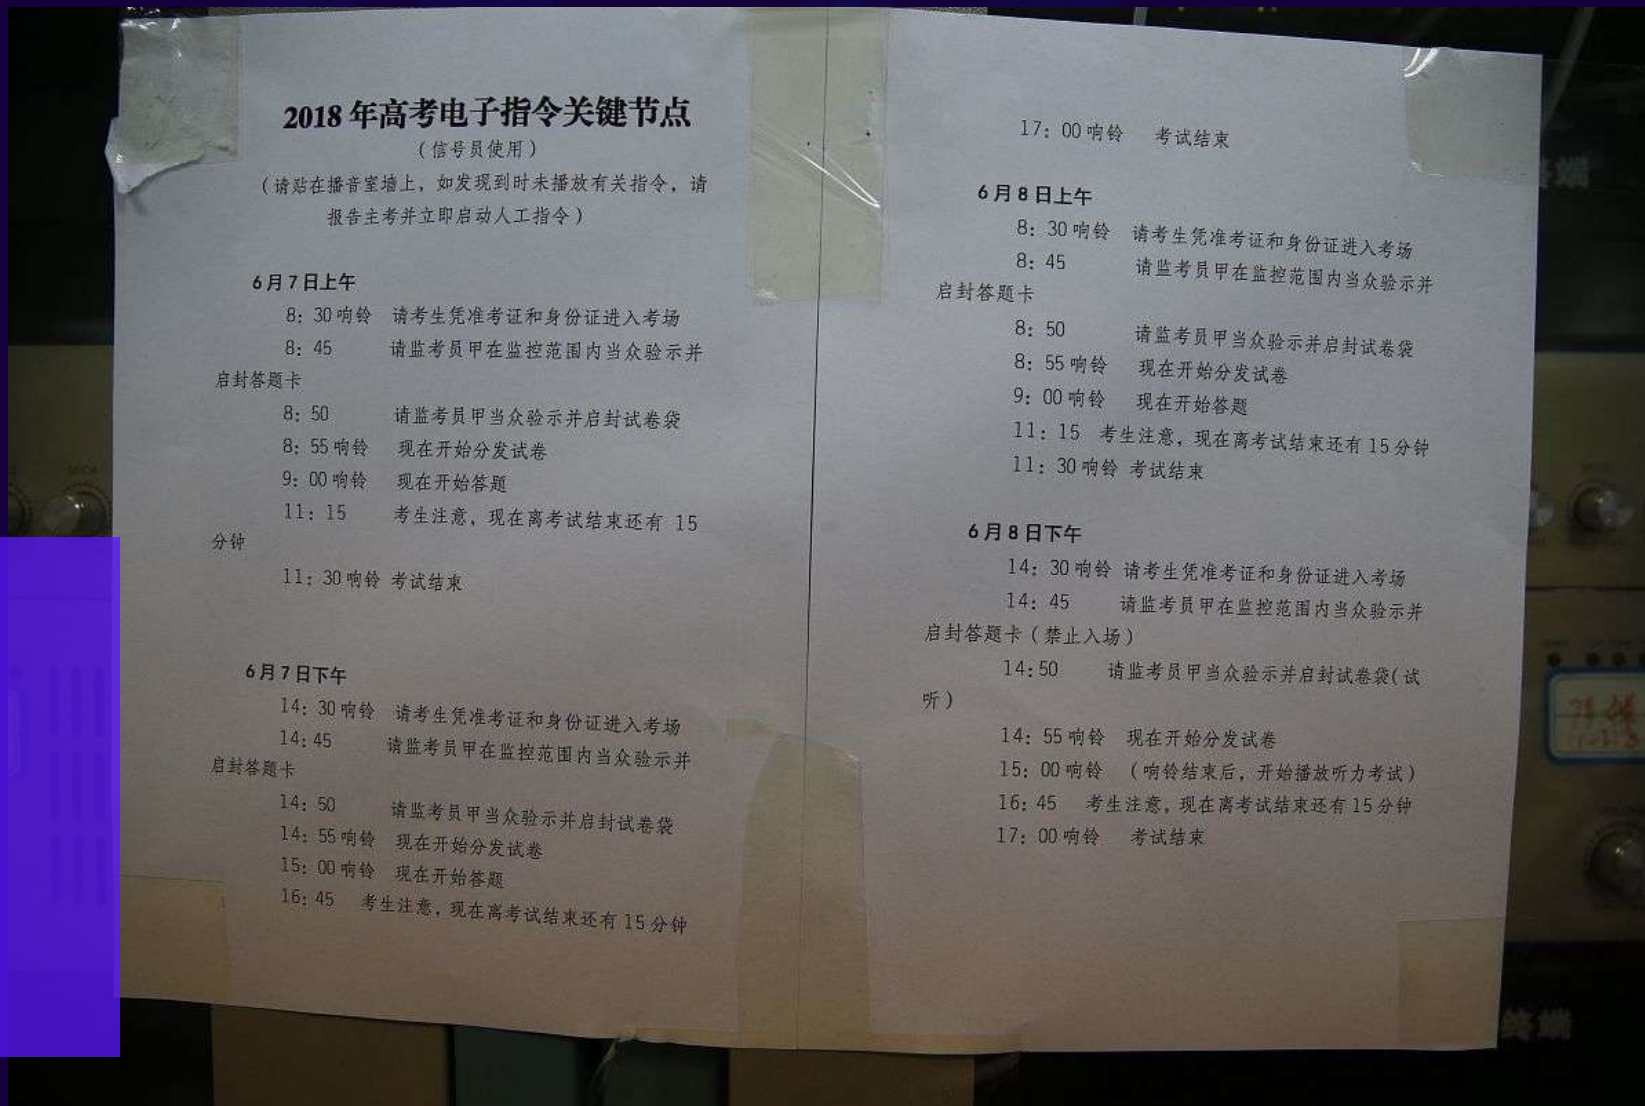 2018年高考电子指令关键节点
（信号员使用）
（请贴在播音室墙上，如发现到时未播放有关指令，请
报告主考并立即启动人工指令）
6月7日上午
8：30响铃 请考生凭准考证和身份证进入考场
8：45 请监考员甲在监控范围内当众验示并
启封答题卡
8：50 请监考员甲当众验示并启封试卷袋
8：55响铃 现在开始分发试卷
9：00响铃 现在开始答题
11：15 考生注意，现在离考试结束还有 15
分钟
11：30响铃 考试结束
6月7日下午
14：30响铃 请考生凭准考证和身份证进入考场
14：45 请监考员甲在监控范围内当众验示并
启封答题卡
14：50 请监考员甲当众验示并启封试卷袋
14：55响铃 现在开始分发试卷
15：00响铃 现在开始答题
16：45 考生注意，现在离考试结束还有15分钟
17：00响铃 考试结束
6月8日上午
8：30响铃 请考生凭准考证和身份证进入考场
8：45 请监考员甲在监控范围内当众验示并
启封答题卡
8：50 请监考员甲当众验示并启封试卷袋
8：55响铃 现在开始分发试卷
9：00响铃 现在开始答题
11：15 考生注意，现在离考试结束还有15分钟
11：30响铃 考试结束
6月8日下午
14：30响铃 请考生凭准考证和身份证进入考场
14：45 请监考员甲在监控范围内当众验示并
启封答题卡（禁止入场）
14:50 请监考员甲当众验示并启封试卷袋（试
听）
14：55响铃 现在开始分发试卷
15：00响铃 （响铃结束后，开始播放听力考试）
16：45 考生注意，现在离考试结束还有15分钟
17：00响铃 考试结束
终端